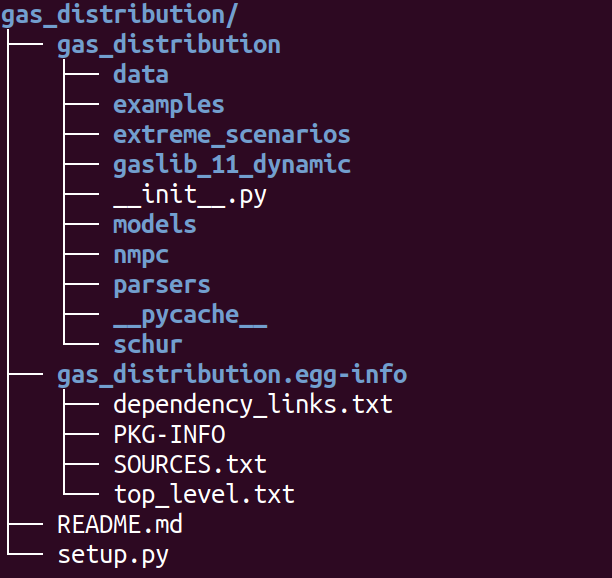 gas_distribution/
gas_distribution
data
examples
extreme_scenarios
gaslib_11_dynamic
__init__.py
models
nmpc
parsers
__pycache__
schur
gas_distribution.egg-info
dependency_links.txt
PKG-INFO
SOURCES.txt
top_level.txt
README.md
setup.py